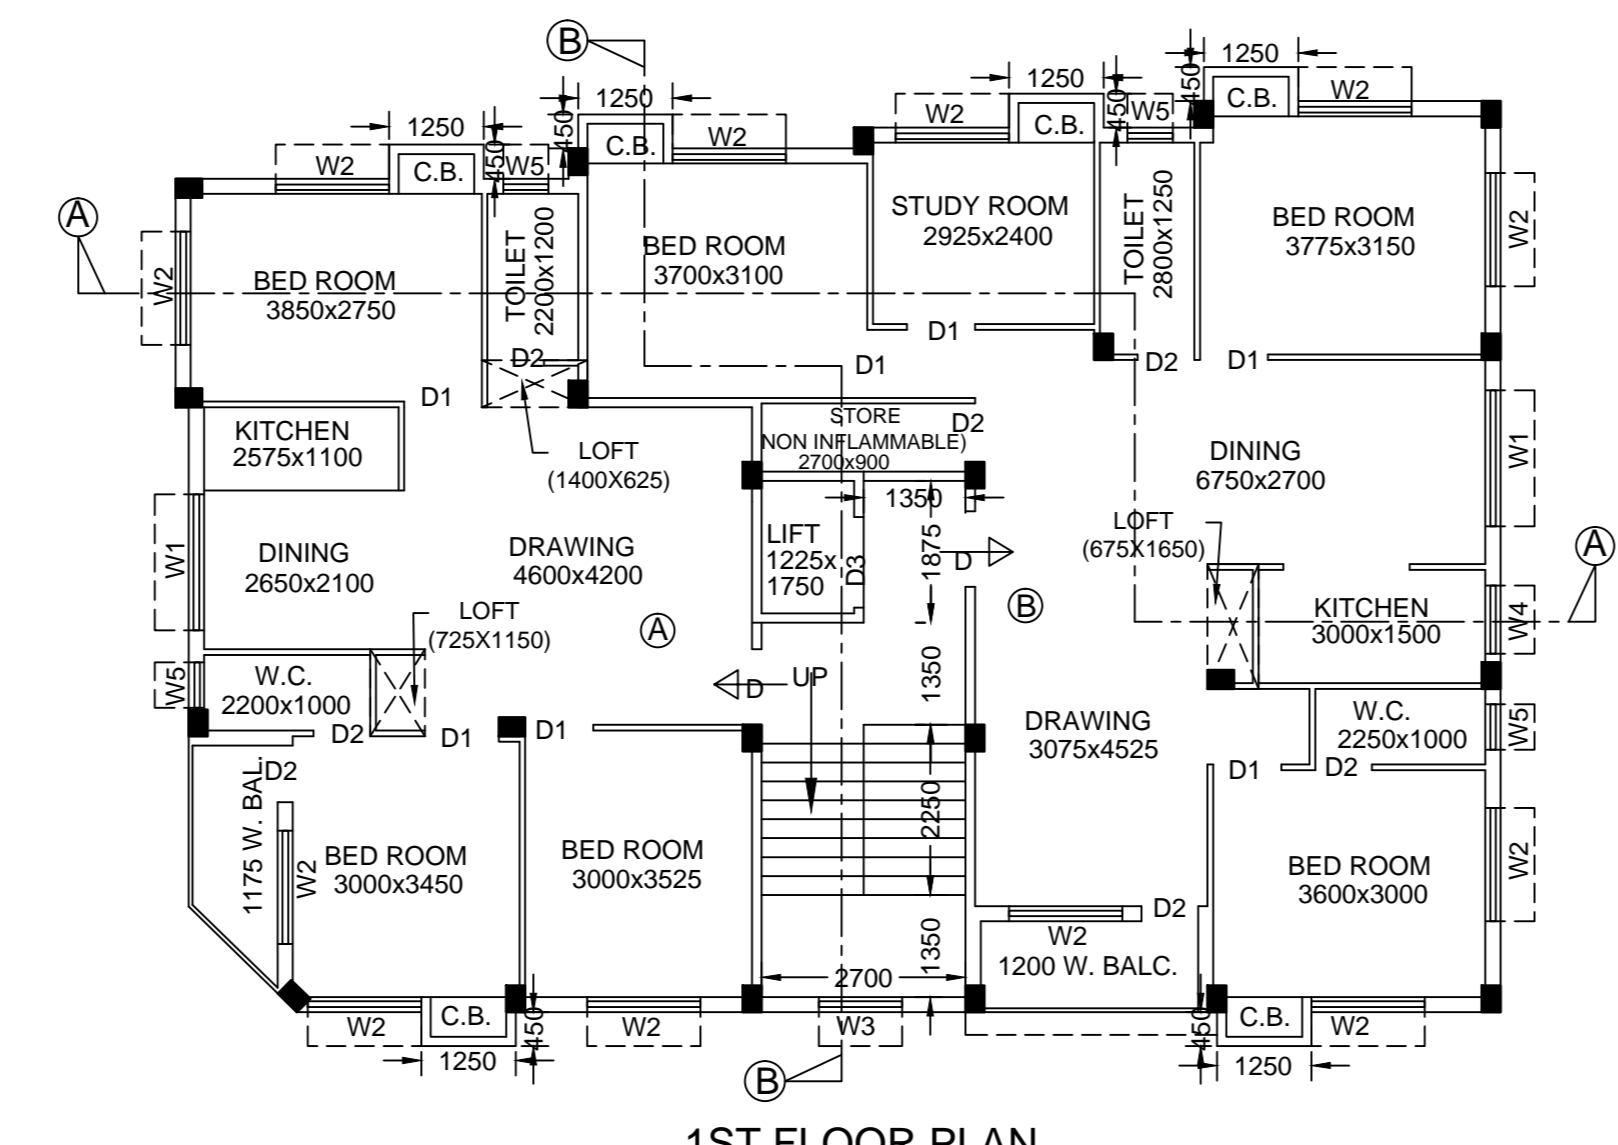 B
1250
1250
450
W2
1250
450
W2
C.B.
W5
C.B.
1250
450
W2
C.B.
W5
450
W2
C.B.
A
W2
BED ROOM
3850x2750
TOILET
2200x1200
D2
BED ROOM
3700x3100
STUDY ROOM
2925x2400
D1
TOILET
2800x1250
D2
BED ROOM
3775x3150
D1
W2
D1
D1
KITCHEN
2575x1100
LOFT
(1400X625)
STORE
NON INFLAMMABLE)
2700x900
D2
DINING
6750x2700
W1
W1
DINING
2650x2100
DRAWING
4600x4200
LIFT
1225x
1750
D3
1350
1875
D
LOFT
(675X1650)
A
LOFT
(725X1150)
A
B
KITCHEN
3000x1500
W4
W5
W.C.
2200x1000
D2
D1
D1
D
UP
1350
DRAWING
3075x4525
W.C.
2250x1000
W5
D1
D2
D2
1175 W. BAL.
W2
BED ROOM
3000x3450
BED ROOM
3000x3525
2250
BED ROOM
3600x3000
W2
D2
W2
1200 W. BALC.
1350
2700
W2
C.B.
450
1250
W2
W3
450
C.B.
W2
1250
B
1ST FLOOR PLAN